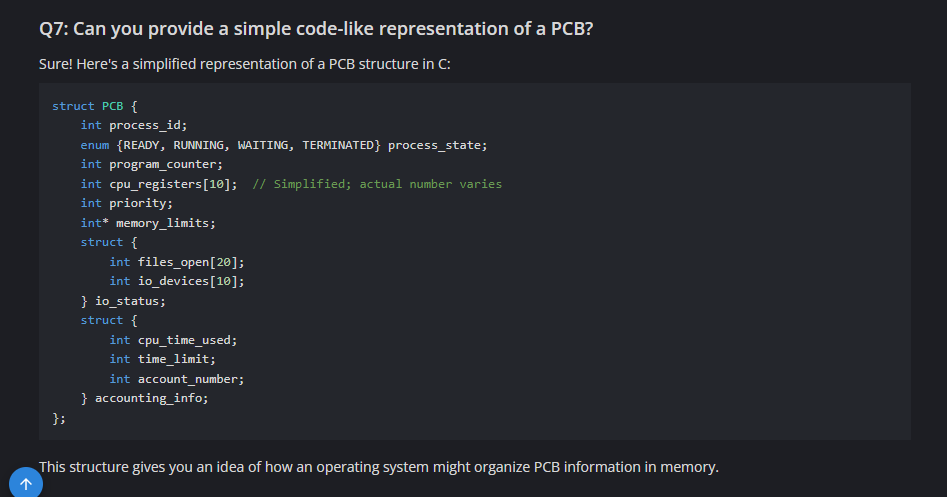 Q7: Can you provide a simple code-like representation of a PCB?
Sure! Here's a simplified representation of a PCB structure in C:
struct PCB {
    int process_id;
    enum {READY, RUNNING, WAITING, TERMINATED} process_state;
    int program_counter;
    int cpu_registers[10];  // Simplified; actual number varies
    int priority;
    int* memory_limits;
    struct {
        int files_open[20];
        int io_devices[10];
    } io_status;
    struct {
        int cpu_time_used;
        int time_limit;
        int account_number;
    } accounting_info;
};
This structure gives you an idea of how an operating system might organize PCB information in memory.